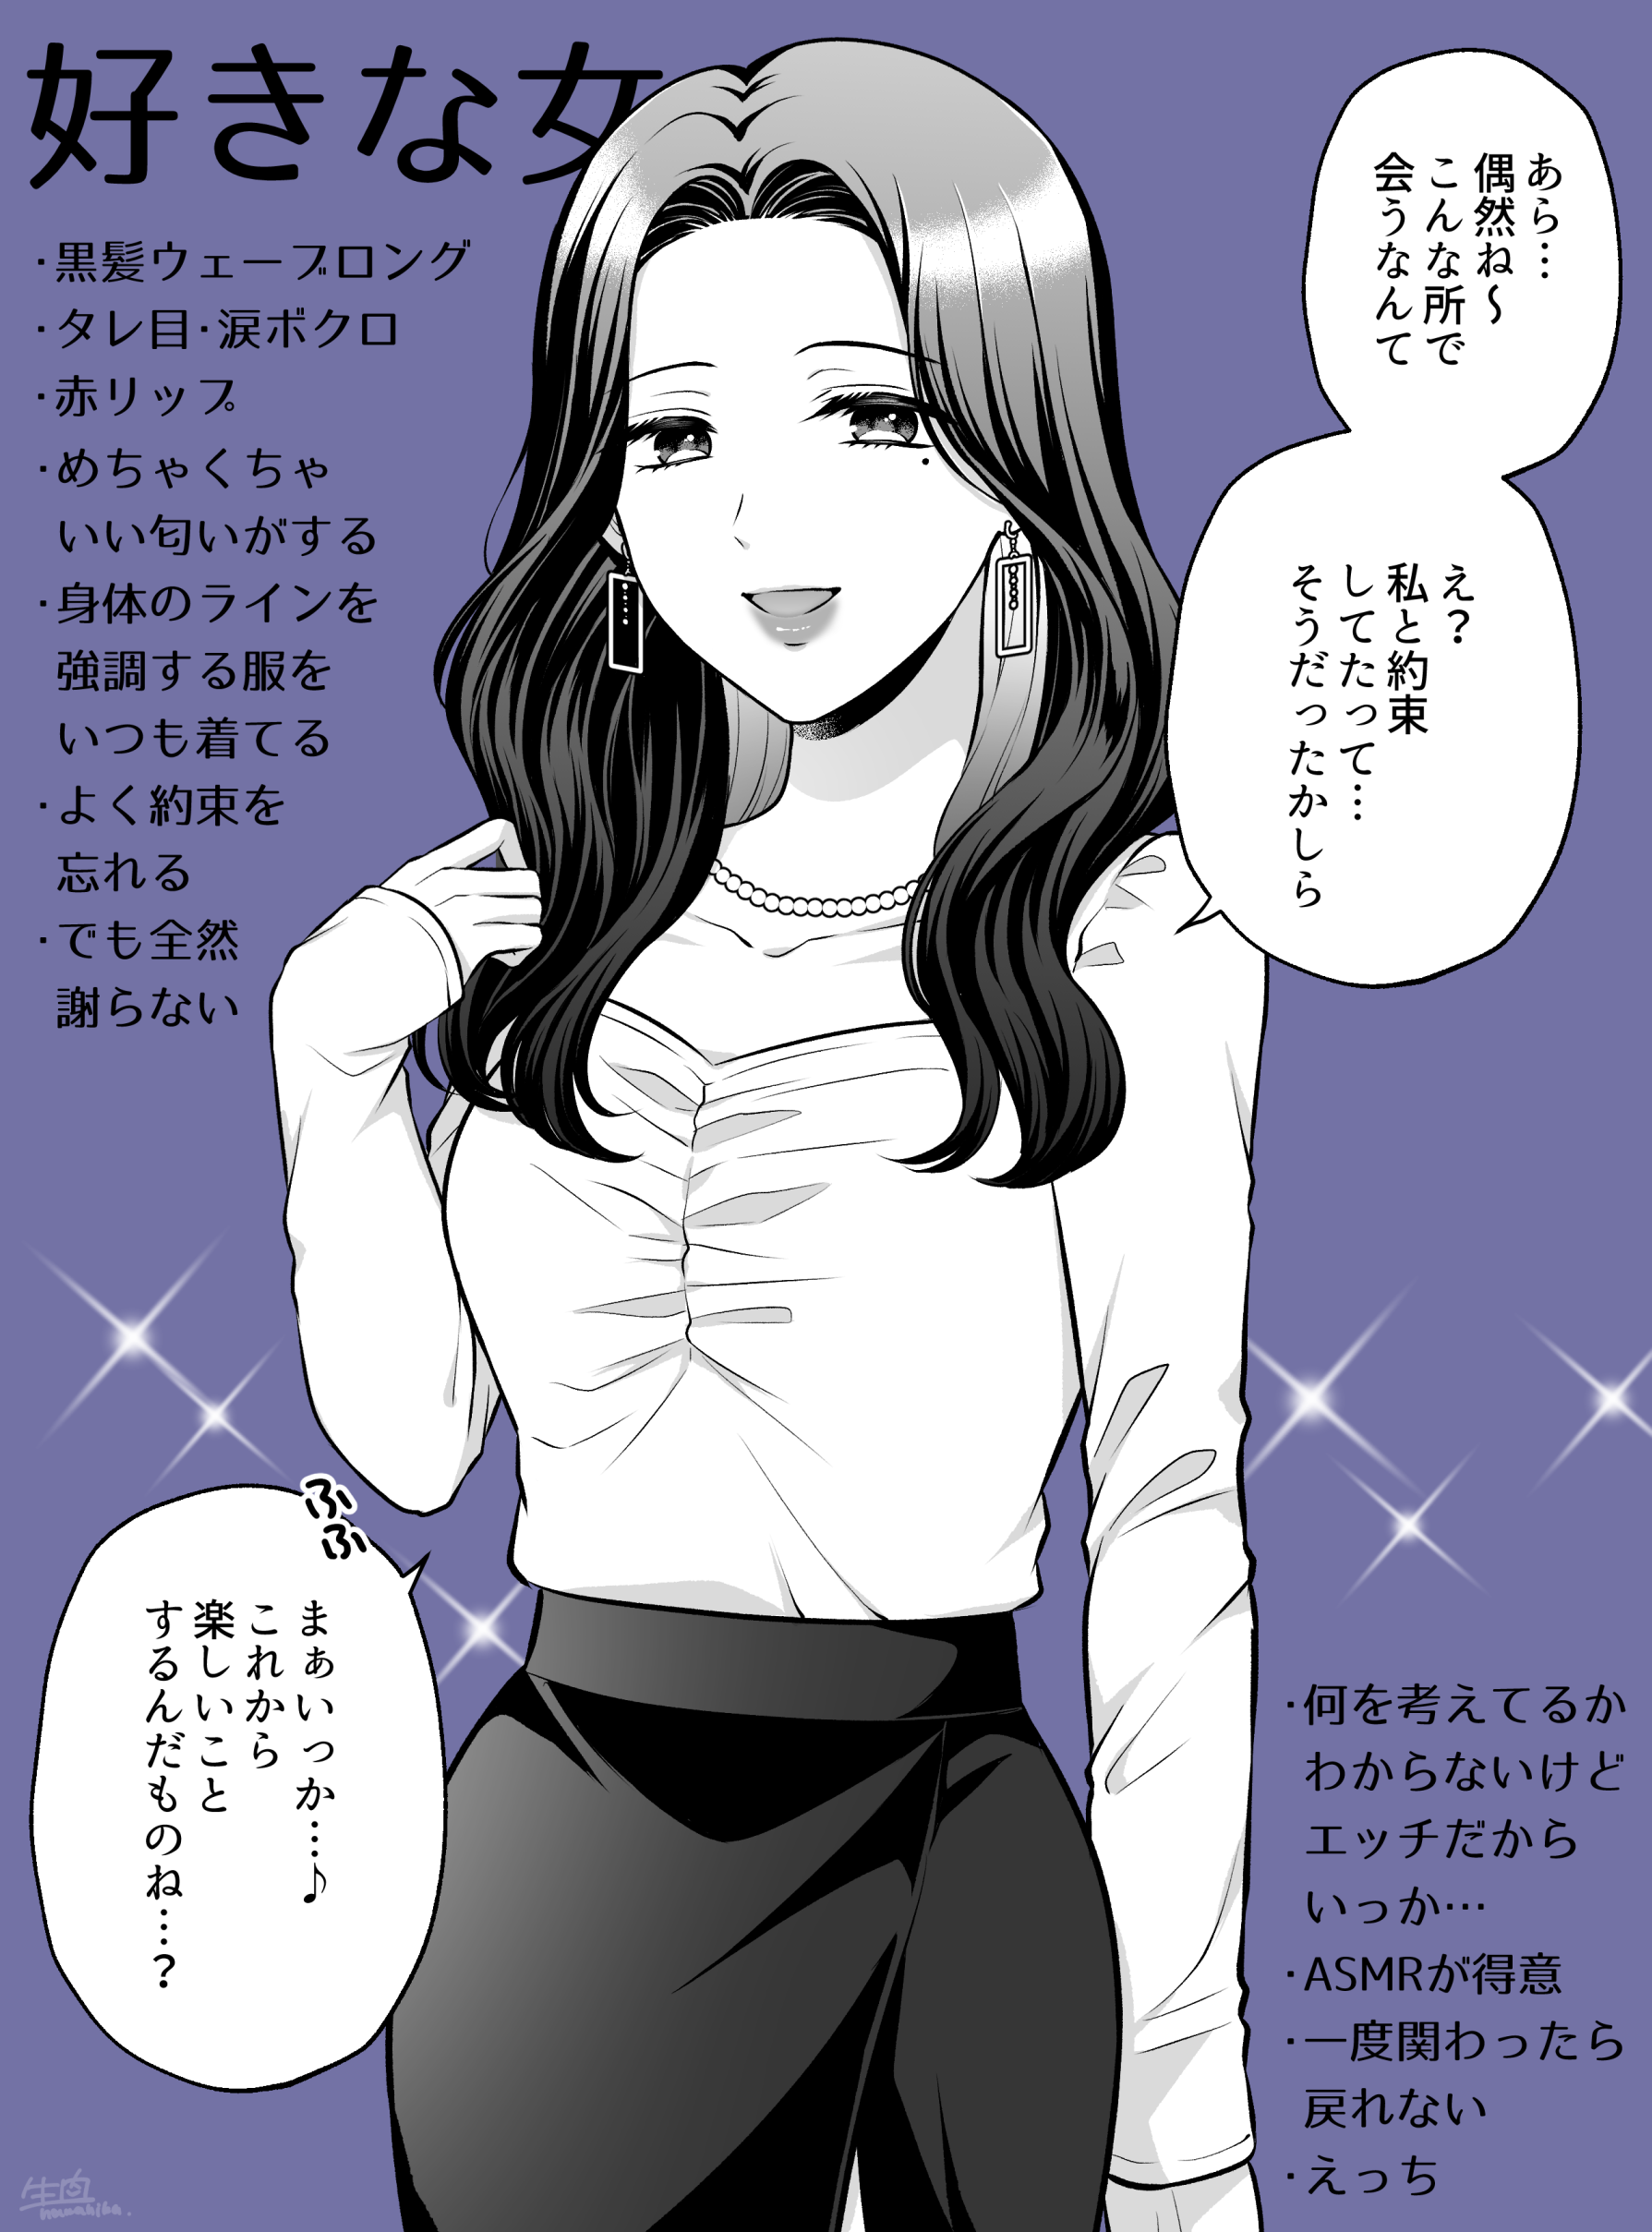 好きな女
・黒髪ウェーブロング
・タレ目・涙ボクロ
・赤リップ
・めちゃくちゃ
いい匂いがする
・身体のラインを
強調する服を
いつも着てる
・よく約束を
忘れる
・でも全然
謝らない
あら…
偶然ね〜
こんな所で
会うなんて
え？
私と約束
してたって…
そうだったかしら
ふふ
まぁいっか…♪
これから
楽しいこと
するんだものね…？
・何を考えてるか
わからないけど
エッチだから
いっか…
・ASMRが得意
・一度関わったら
戻れない
・えっち
生肉